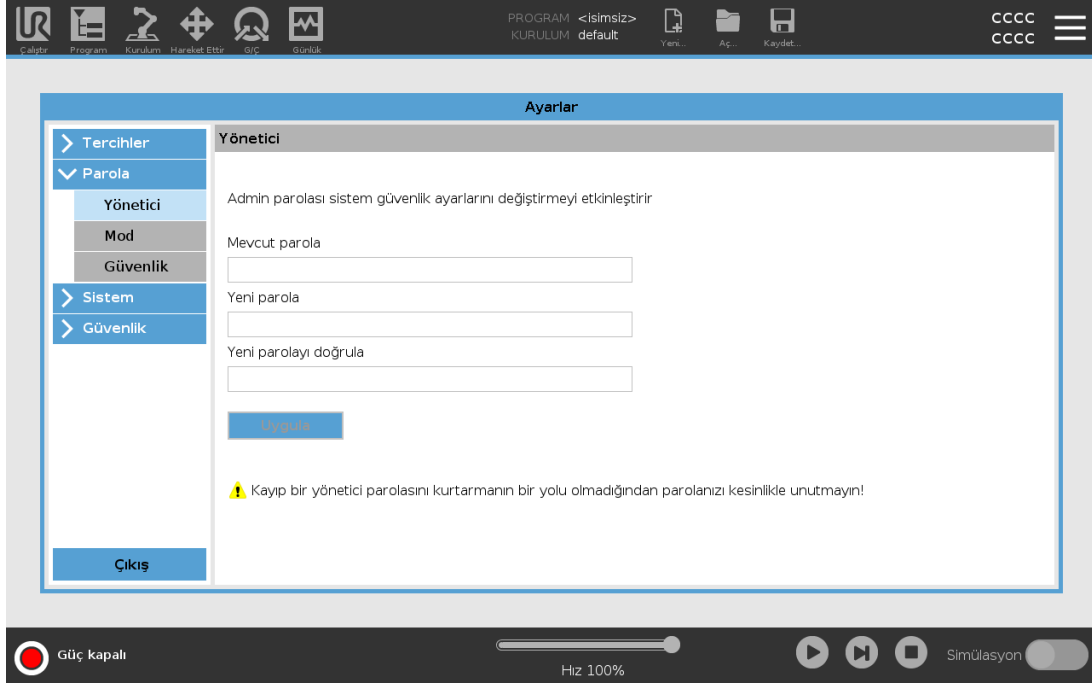 PROGRAM <isimsiz>
KURULUM default
cccc
cccc
Çalıştır
Program
Kurulum
Hareket Ettir
G/Ç
Günlük
Yeni...
Aç...
Kaydet...
Ayarlar
Tercihler
Parola
Yönetici
Mod
Güvenlik
Sistem
Güvenlik
Çıkış
Yönetici
Admin parolası sistem güvenlik ayarlarını değiştirmeyi etkinleştirir
Mevcut parola
Yeni parola
Yeni parolayı doğrula
Uygula
Kayıp bir yönetici parolasını kurtarmanın bir yolu olmadığından parolanızı kesinlikle unutmayın!
Güç kapalı
Hız 100%
Simülasyon